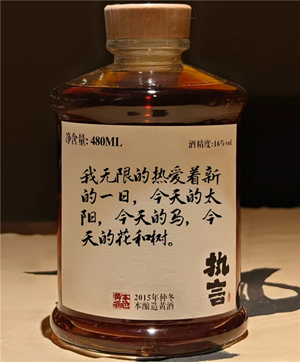 净含量: 480ML
酒精度:16%vol
我无限的热爱着新
的一日，今天的太
阳，今天的马，今
天的花和树。
执言
2015年仲冬
本酿造黄酒